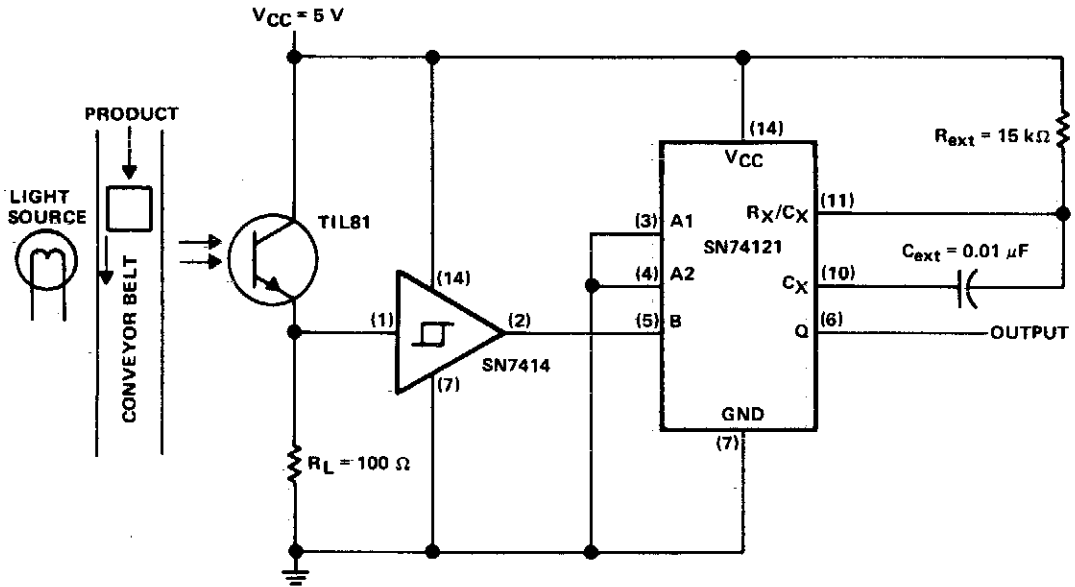 VCC = 5 V
PRODUCT
LIGHT
SOURCE
CONVEYOR BELT
TIL81
(14)
(1)
(2)
SN7414
(7)
RL = 100 Ω
(14)
VCC
(3) A1
(4) A2
(5) B
RX/CX (11)
SN74121
CX (10)
Q (6)
GND
(7)
Rext = 15 kΩ
Cext = 0.01 µF
OUTPUT